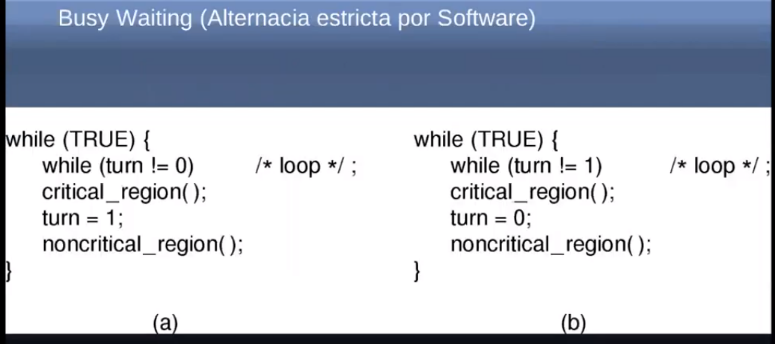 Busy Waiting (Alternacia estricta por Software)
while (TRUE) {
while (turn != 0) /* loop */ ;
critical_region( );
turn = 1;
noncritical_region( );
}
(a)
while (TRUE) {
while (turn != 1) /* loop */ ;
critical_region( );
turn = 0;
noncritical_region( );
}
(b)